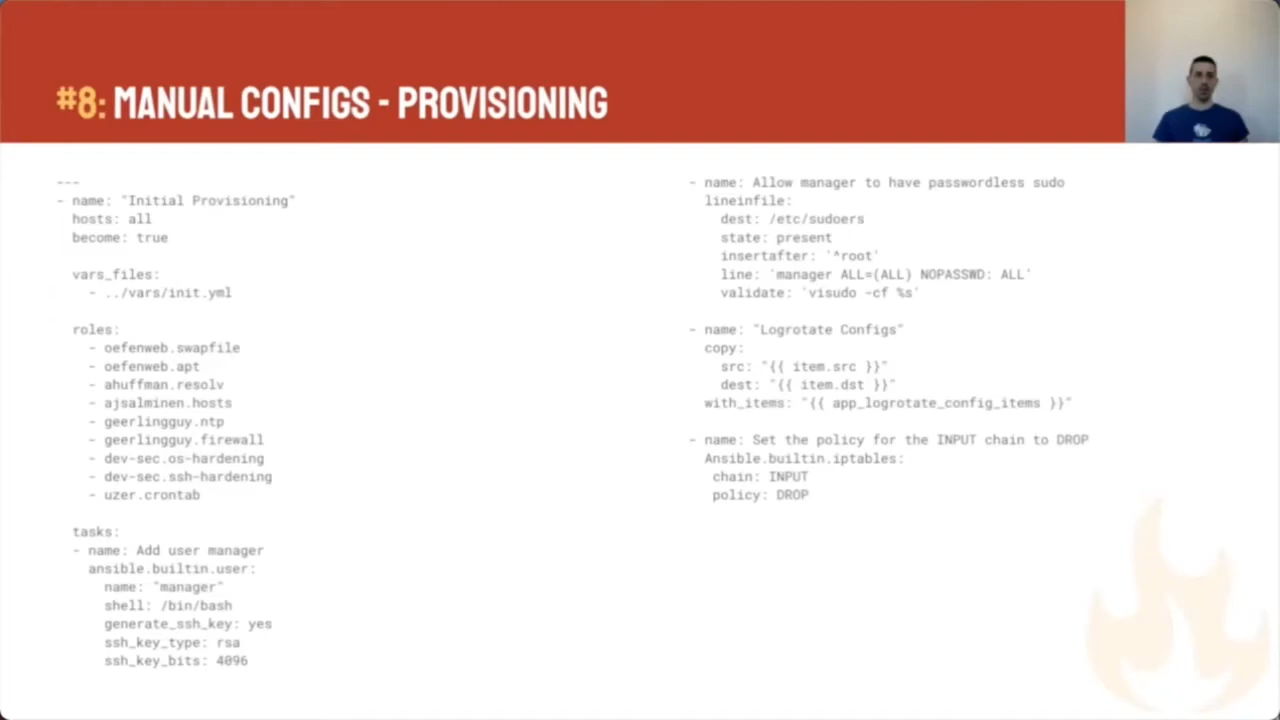 #8: MANUAL CONFIGS - PROVISIONING
---
- name: "Initial Provisioning"
  hosts: all
  become: true

  vars_files:
    - ../vars/init.yml

  roles:
    - oefenweb.swapfile
    - oefenweb.apt
    - ahuffman.resolv
    - ajsalminen.hosts
    - geerlingguy.ntp
    - geerlingguy.firewall
    - dev-sec.os-hardening
    - dev-sec.ssh-hardening
    - uzer.crontab

  tasks:
  - name: Add user manager
    ansible.builtin.user:
      name: "manager"
      shell: /bin/bash
      generate_ssh_key: yes
      ssh_key_type: rsa
      ssh_key_bits: 4096

- name: Allow manager to have passwordless sudo
  lineinfile:
    dest: /etc/sudoers
    state: present
    insertafter: '^root'
    line: 'manager ALL=(ALL) NOPASSWD: ALL'
    validate: 'visudo -cf %s'

- name: "Logrotate Configs"
  copy:
    src: "{{ item.src }}"
    dest: "{{ item.dst }}"
  with_items: "{{ app_logrotate_config_items }}"

- name: Set the policy for the INPUT chain to DROP
  Ansible.builtin.iptables:
   chain: INPUT
   policy: DROP